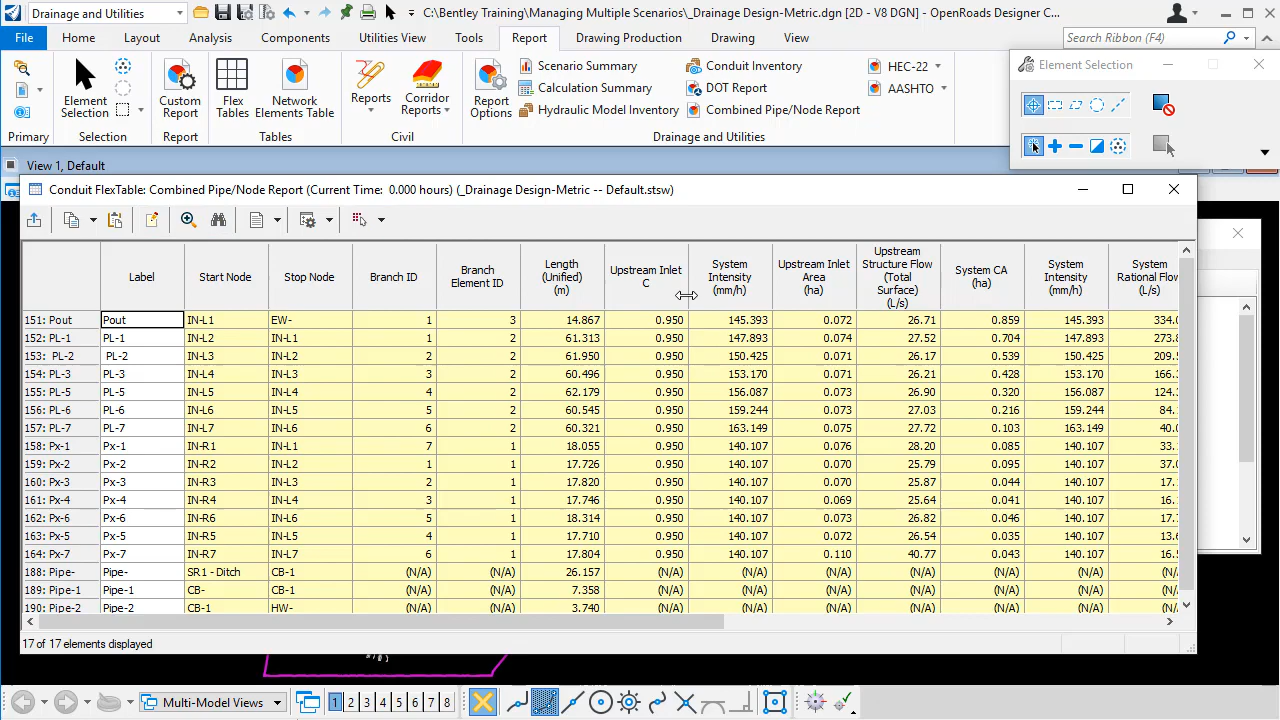 Drainage and Utilities
C:\Bentley Training\Managing Multiple Scenarios\_Drainage Design-Metric.dgn [2D - V8 DGN] - OpenRoads Designer C...
File Home Layout Analysis Components Utilities View Tools Report Drawing Production Drawing View
Search Ribbon (F4)
Element Selection
Primary
Element Selection
Selection
Custom Report
Report
Flex Tables
Network Elements Table
Tables
Reports
Corridor Reports
Civil
Report Options
Scenario Summary
Calculation Summary
Hydraulic Model Inventory
Conduit Inventory
DOT Report
Combined Pipe/Node Report
HEC-22
AASHTO
Drainage and Utilities
View 1, Default
Conduit FlexTable: Combined Pipe/Node Report (Current Time: 0.000 hours) (_Drainage Design-Metric -- Default.stsw)
Label Start Node Stop Node Branch ID Branch Element ID Length (Unified) (m) Upstream Inlet C System Intensity (mm/h) Upstream Inlet Area (ha) Upstream Structure Flow (Total Surface) (L/s) System CA (ha) System Intensity (mm/h) System Rational Flow (L/s)
151: Pout Pout IN-L1 EW- 1 3 14.867 0.950 145.393 0.072 26.71 0.859 145.393 334.0
152: PL-1 PL-1 IN-L2 IN-L1 1 2 61.313 0.950 147.893 0.074 27.52 0.704 147.893 273.8
153: PL-2 PL-2 IN-L3 IN-L2 2 2 61.950 0.950 150.425 0.071 26.17 0.539 150.425 209.
154: PL-3 PL-3 IN-L4 IN-L3 3 2 60.496 0.950 153.170 0.071 26.21 0.428 153.170 166.
155: PL-5 PL-5 IN-L5 IN-L4 4 2 62.179 0.950 156.087 0.073 26.90 0.320 156.087 124.
156: PL-6 PL-6 IN-L6 IN-L5 5 2 60.545 0.950 159.244 0.073 27.03 0.216 159.244 84.
157: PL-7 PL-7 IN-L7 IN-L6 6 2 60.321 0.950 163.149 0.075 27.72 0.103 163.149 40.
158: Px-1 Px-1 IN-R1 IN-L1 7 1 18.055 0.950 140.107 0.076 28.20 0.085 140.107 33.
159: Px-2 Px-2 IN-R2 IN-L2 1 1 17.726 0.950 140.107 0.070 25.79 0.095 140.107 37.
160: Px-3 Px-3 IN-R3 IN-L3 2 1 17.820 0.950 140.107 0.070 25.87 0.044 140.107 17.
161: Px-4 Px-4 IN-R4 IN-L4 3 1 17.746 0.950 140.107 0.069 25.64 0.041 140.107 16.
162: Px-6 Px-6 IN-R6 IN-L6 5 1 18.314 0.950 140.107 0.073 26.82 0.046 140.107 17.
163: Px-5 Px-5 IN-R5 IN-L5 4 1 17.710 0.950 140.107 0.072 26.54 0.035 140.107 13.
164: Px-7 Px-7 IN-R7 IN-L7 6 1 17.804 0.950 140.107 0.110 40.77 0.043 140.107 16.
188: Pipe- Pipe- SR1 - Ditch CB-1 (N/A) (N/A) 26.157 (N/A) (N/A) (N/A) (N/A) (N/A) (N/A) (N/
189: Pipe-1 Pipe-1 CB- CB-1 (N/A) (N/A) 7.358 (N/A) (N/A) (N/A) (N/A) (N/A) (N/A) (N/
190: Pipe-2 Pipe-2 CB-1 HW- (N/A) (N/A) 3.740 (N/A) (N/A) (N/A) (N/A) (N/A) (N/A) (N/
17 of 17 elements displayed
Multi-Model Views 1 2 3 4 5 6 7 8